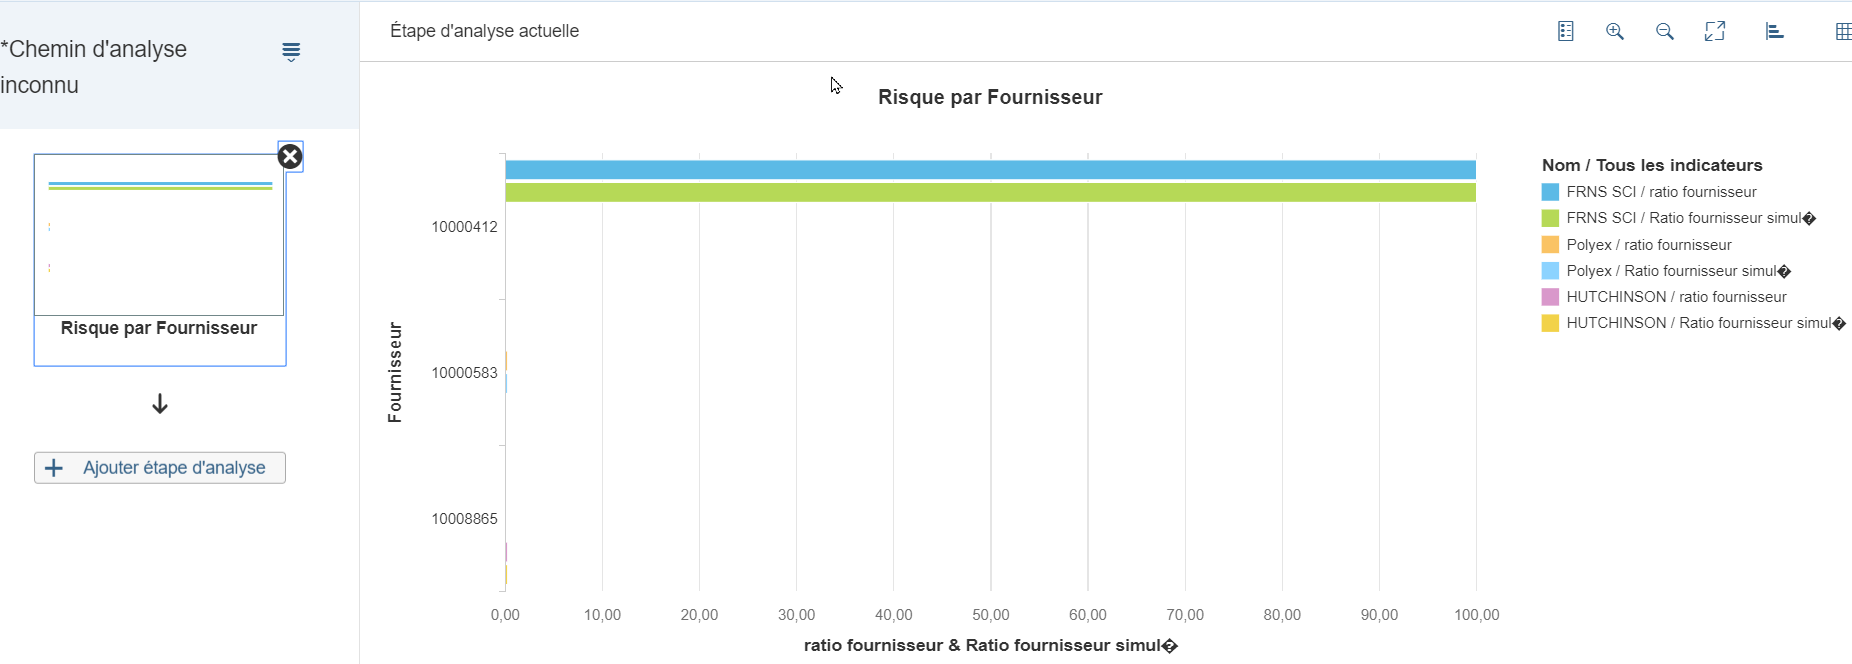 *Chemin d'analyse
inconnu
Risque par Fournisseur
Ajouter étape d'analyse
Étape d'analyse actuelle
Risque par Fournisseur
Fournisseur
10000412
10000583
10008865
0,00 10,00 20,00 30,00 40,00 50,00 60,00 70,00 80,00 90,00 100,00
ratio fournisseur & Ratio fournisseur simul�
Nom / Tous les indicateurs
FRNS SCI / ratio fournisseur
FRNS SCI / Ratio fournisseur simul�
Polyex / ratio fournisseur
Polyex / Ratio fournisseur simul�
HUTCHINSON / ratio fournisseur
HUTCHINSON / Ratio fournisseur simul�